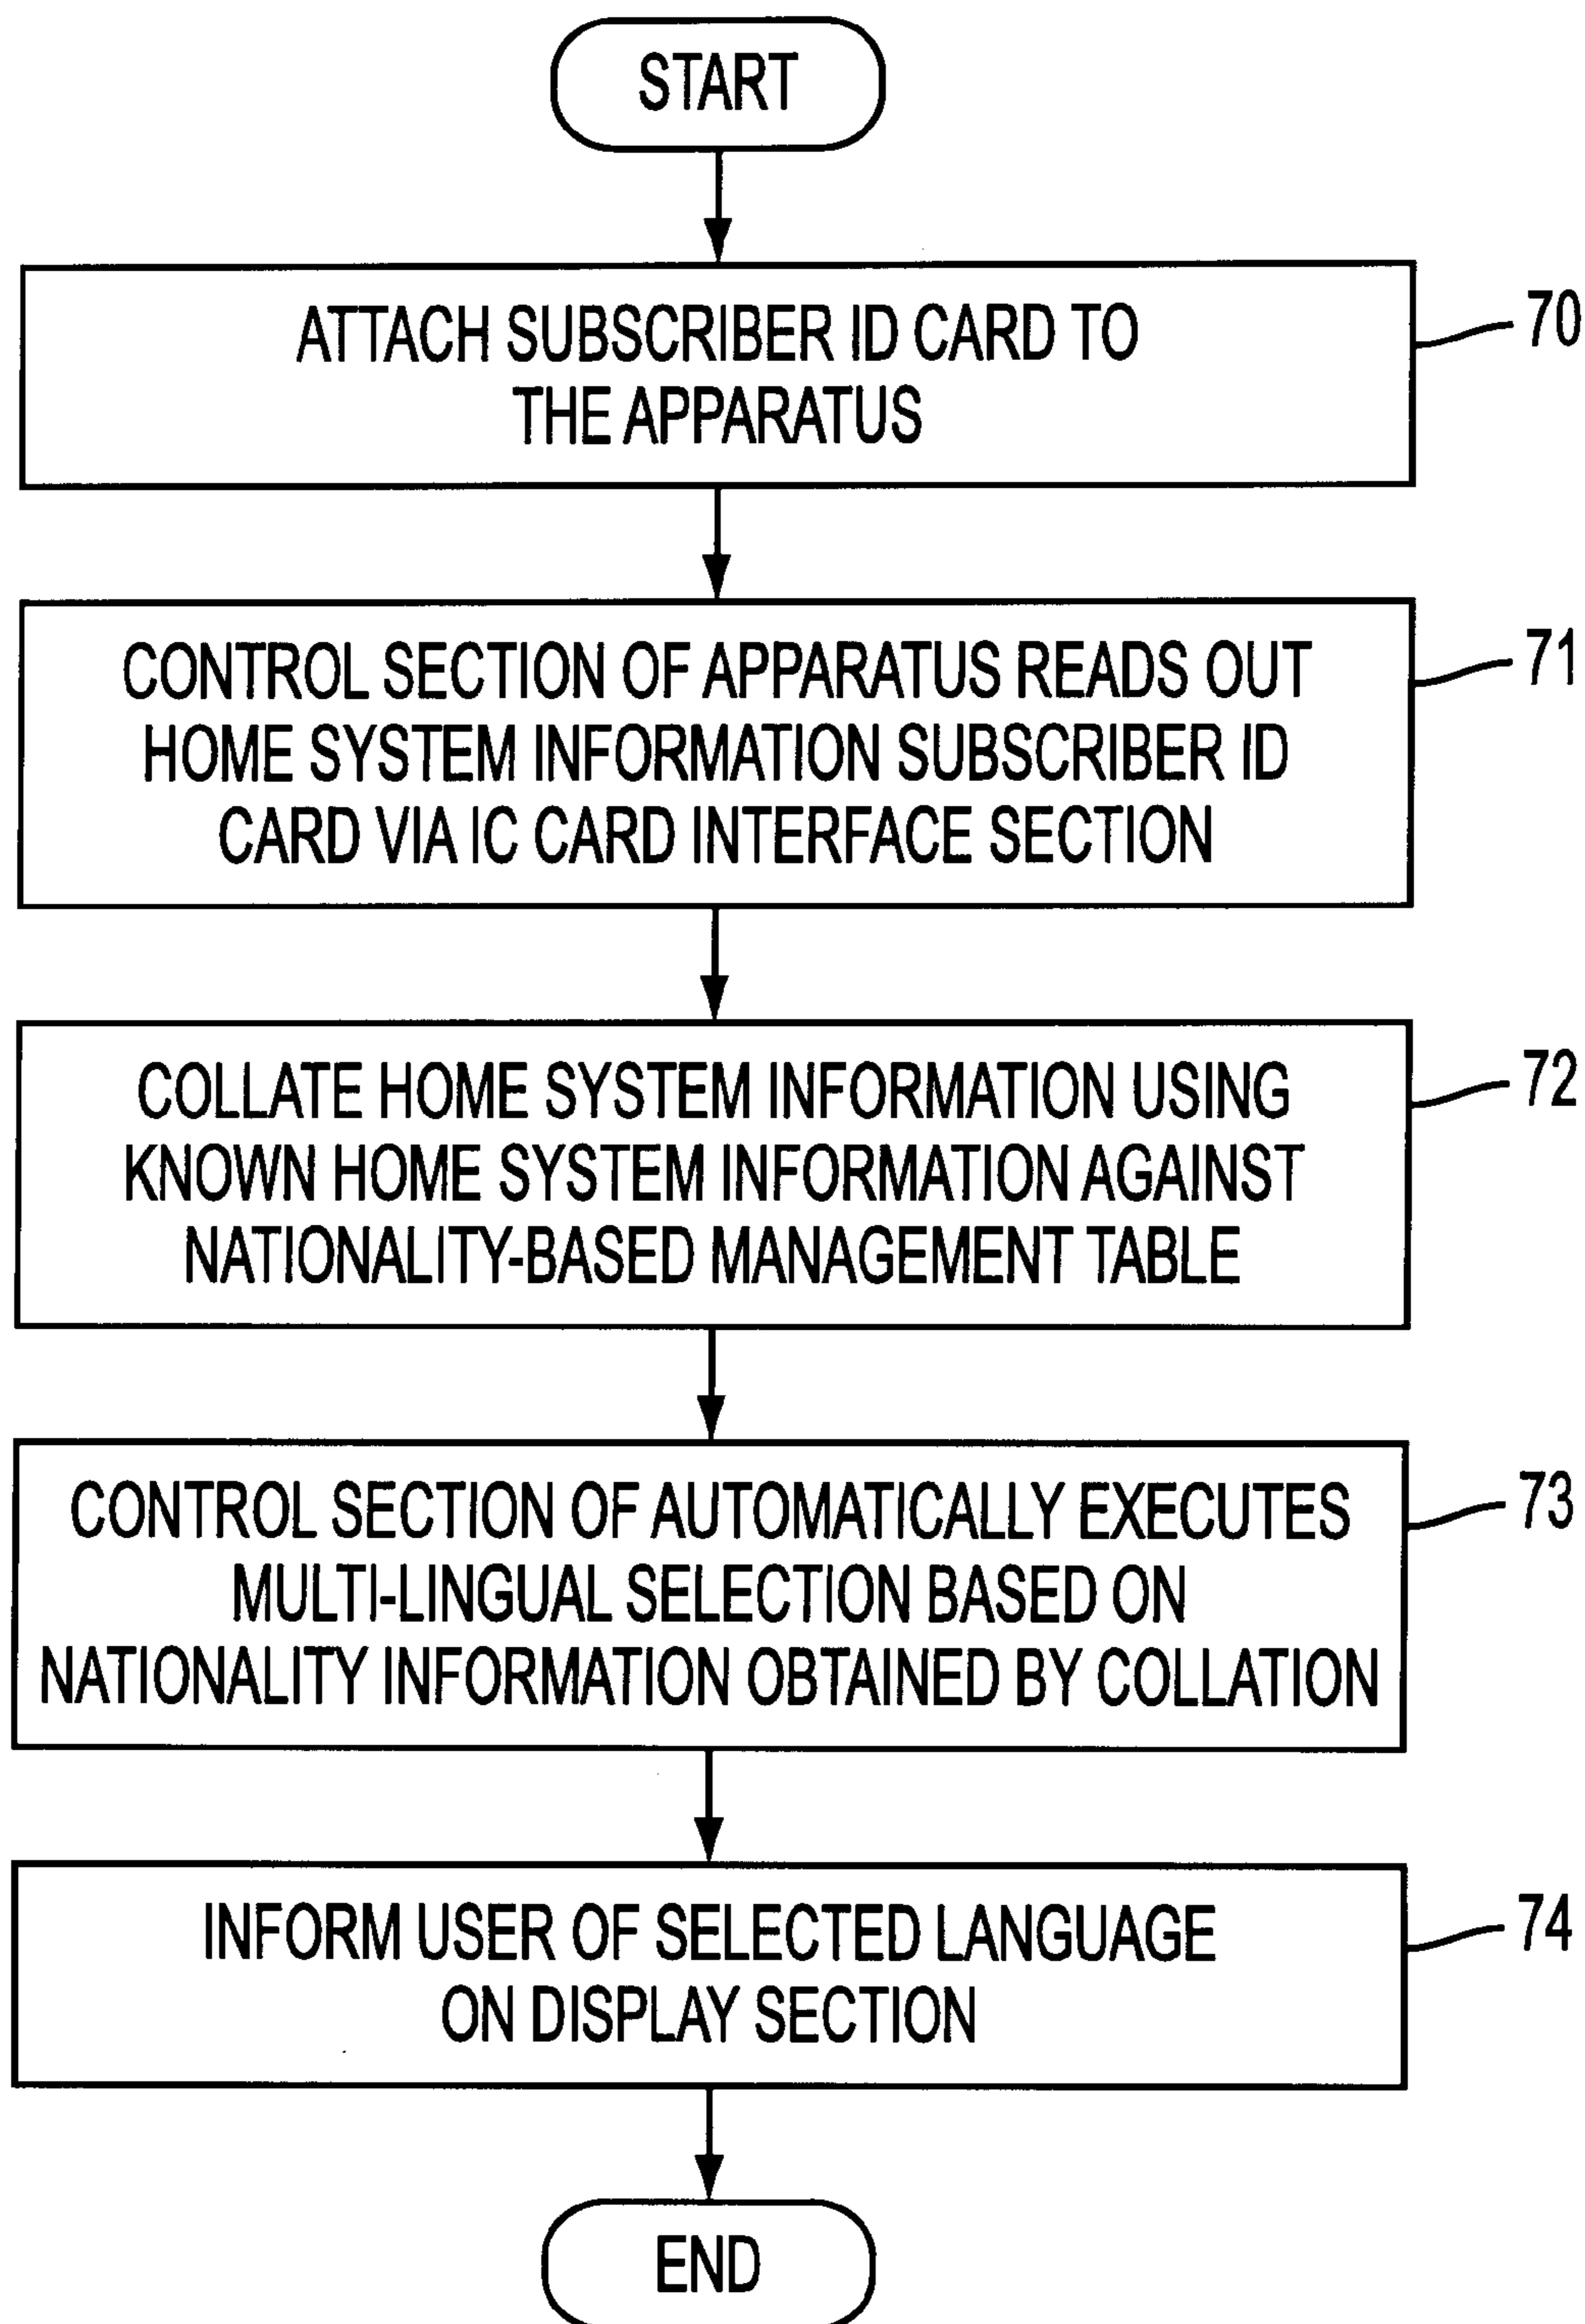 START
ATTACH SUBSCRIBER ID CARD TO
THE APPARATUS
70
CONTROL SECTION OF APPARATUS READS OUT
HOME SYSTEM INFORMATION SUBSCRIBER ID
CARD VIA IC CARD INTERFACE SECTION
71
COLLATE HOME SYSTEM INFORMATION USING
KNOWN HOME SYSTEM INFORMATION AGAINST
NATIONALITY-BASED MANAGEMENT TABLE
72
CONTROL SECTION OF AUTOMATICALLY EXECUTES
MULTI-LINGUAL SELECTION BASED ON
NATIONALITY INFORMATION OBTAINED BY COLLATION
73
INFORM USER OF SELECTED LANGUAGE
ON DISPLAY SECTION
74
END